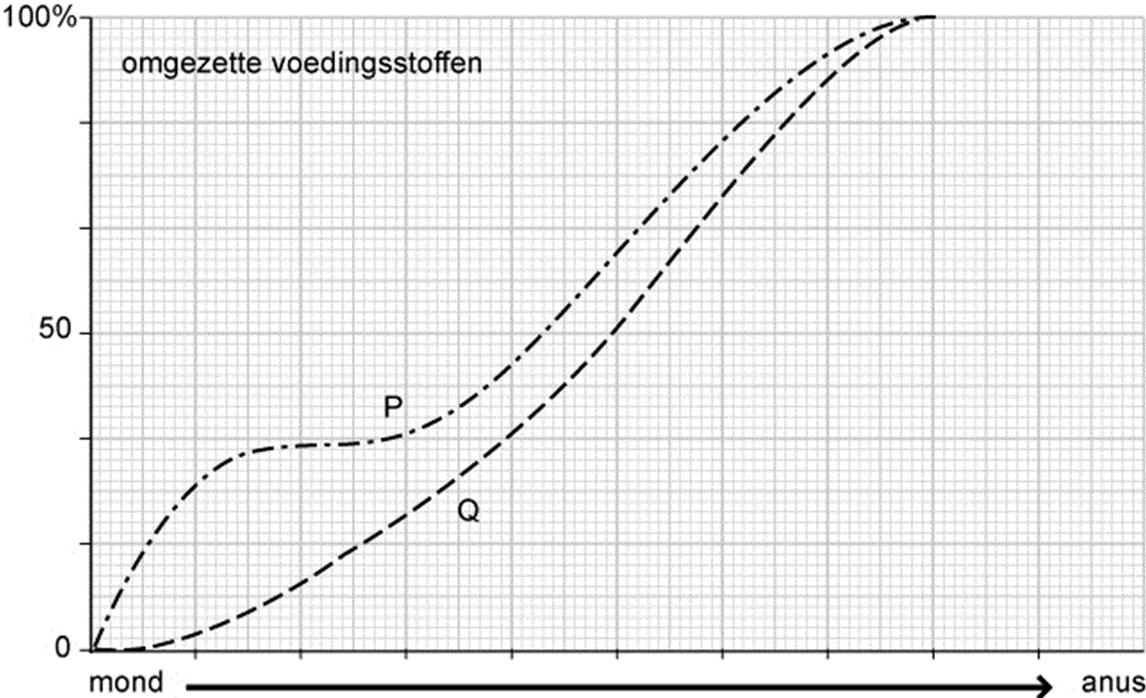 100%
omgezette voedingsstoffen
50
P
Q
0
mond
anus